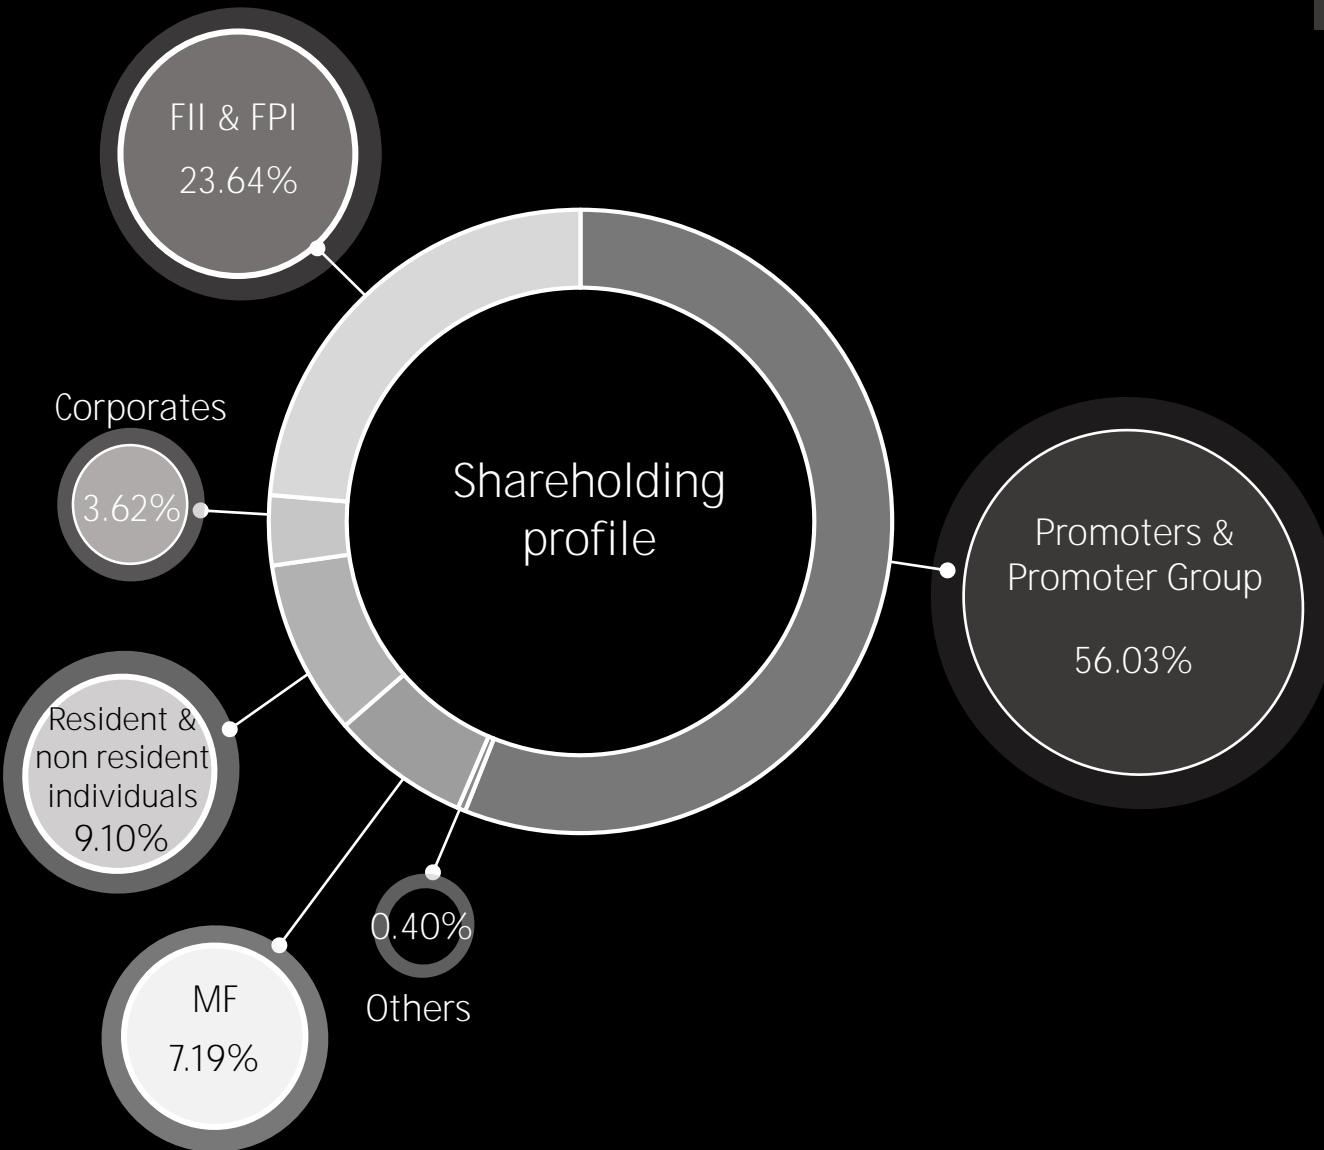 FII & FPI
23.64%
Corporates
3.62%
Shareholding
profile
Promoters &
Promoter Group
56.03%
Resident &
non resident
individuals
9.10%
0.40%
Others
MF
7.19%